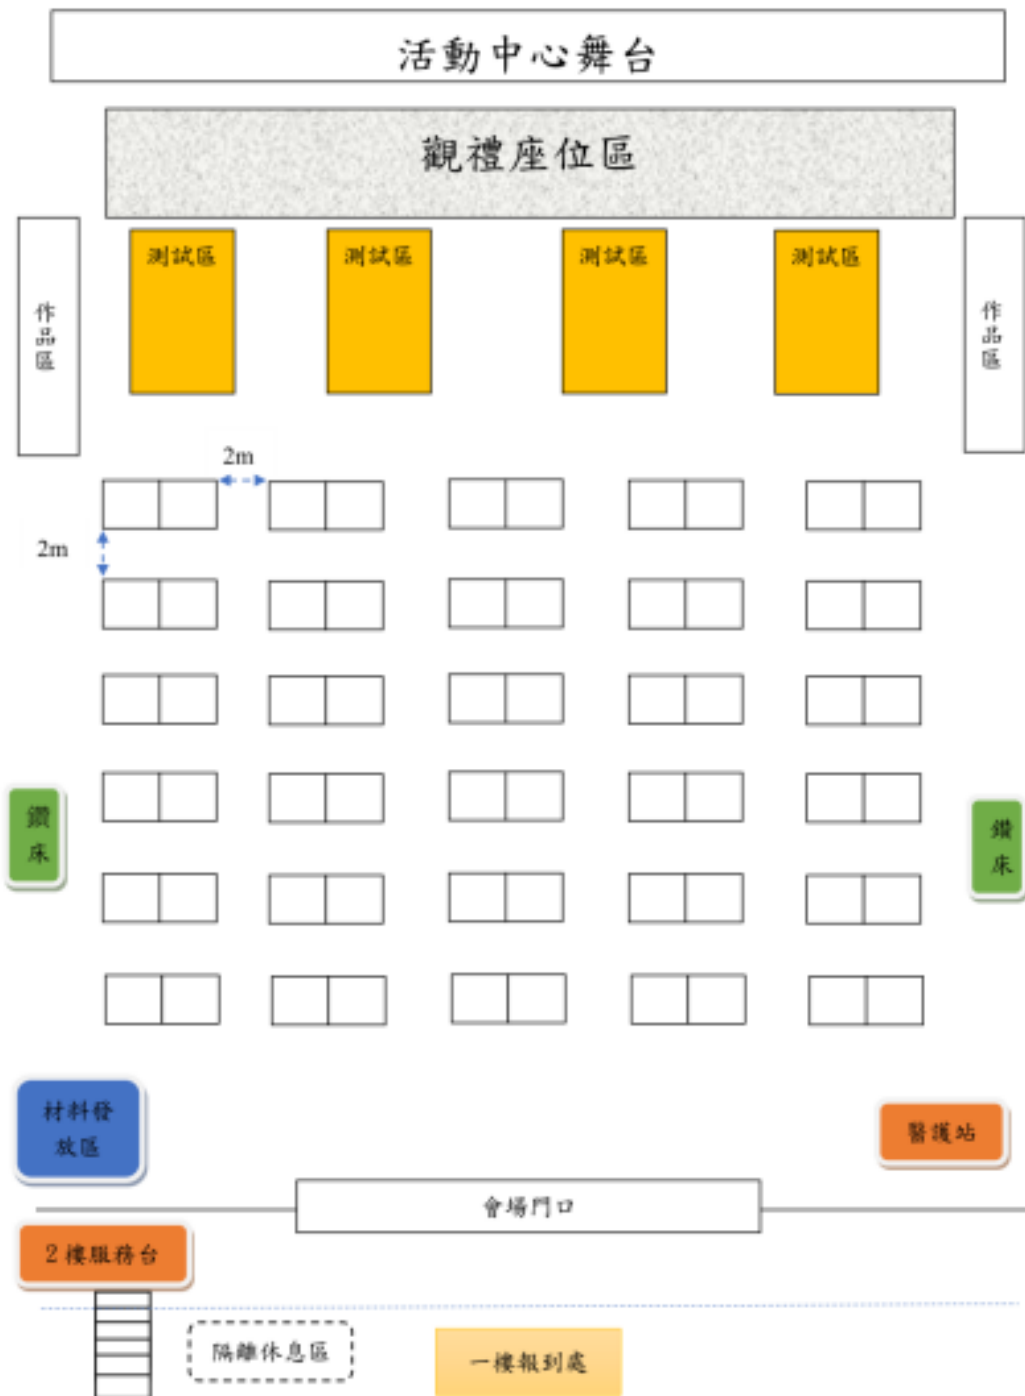 活動中心舞台
觀禮座位區
測試區
測試區
測試區
測試區
作品區
作品區
2m
2m
鑽床
鑽床
材料發
放區
醫護站
會場門口
2樓服務台
隔離休息區
一樓報到處